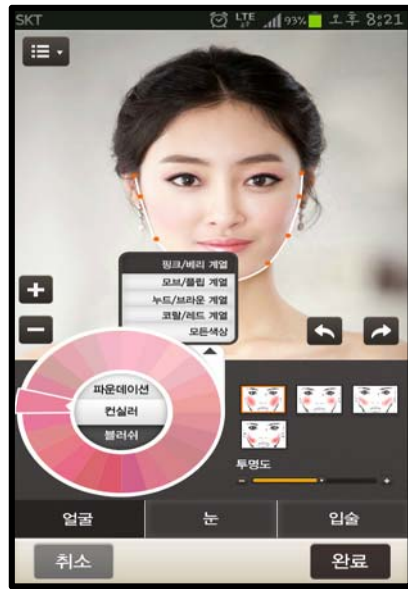 SKT LTE 93% 오후 8:21
핑크/베리 계열
모브/플립 계열
누드/브라운 계열
코랄/레드 계열
모든색상
파운데이션
컨실러
블러쉬
투명도
얼굴 눈 입술
취소 완료